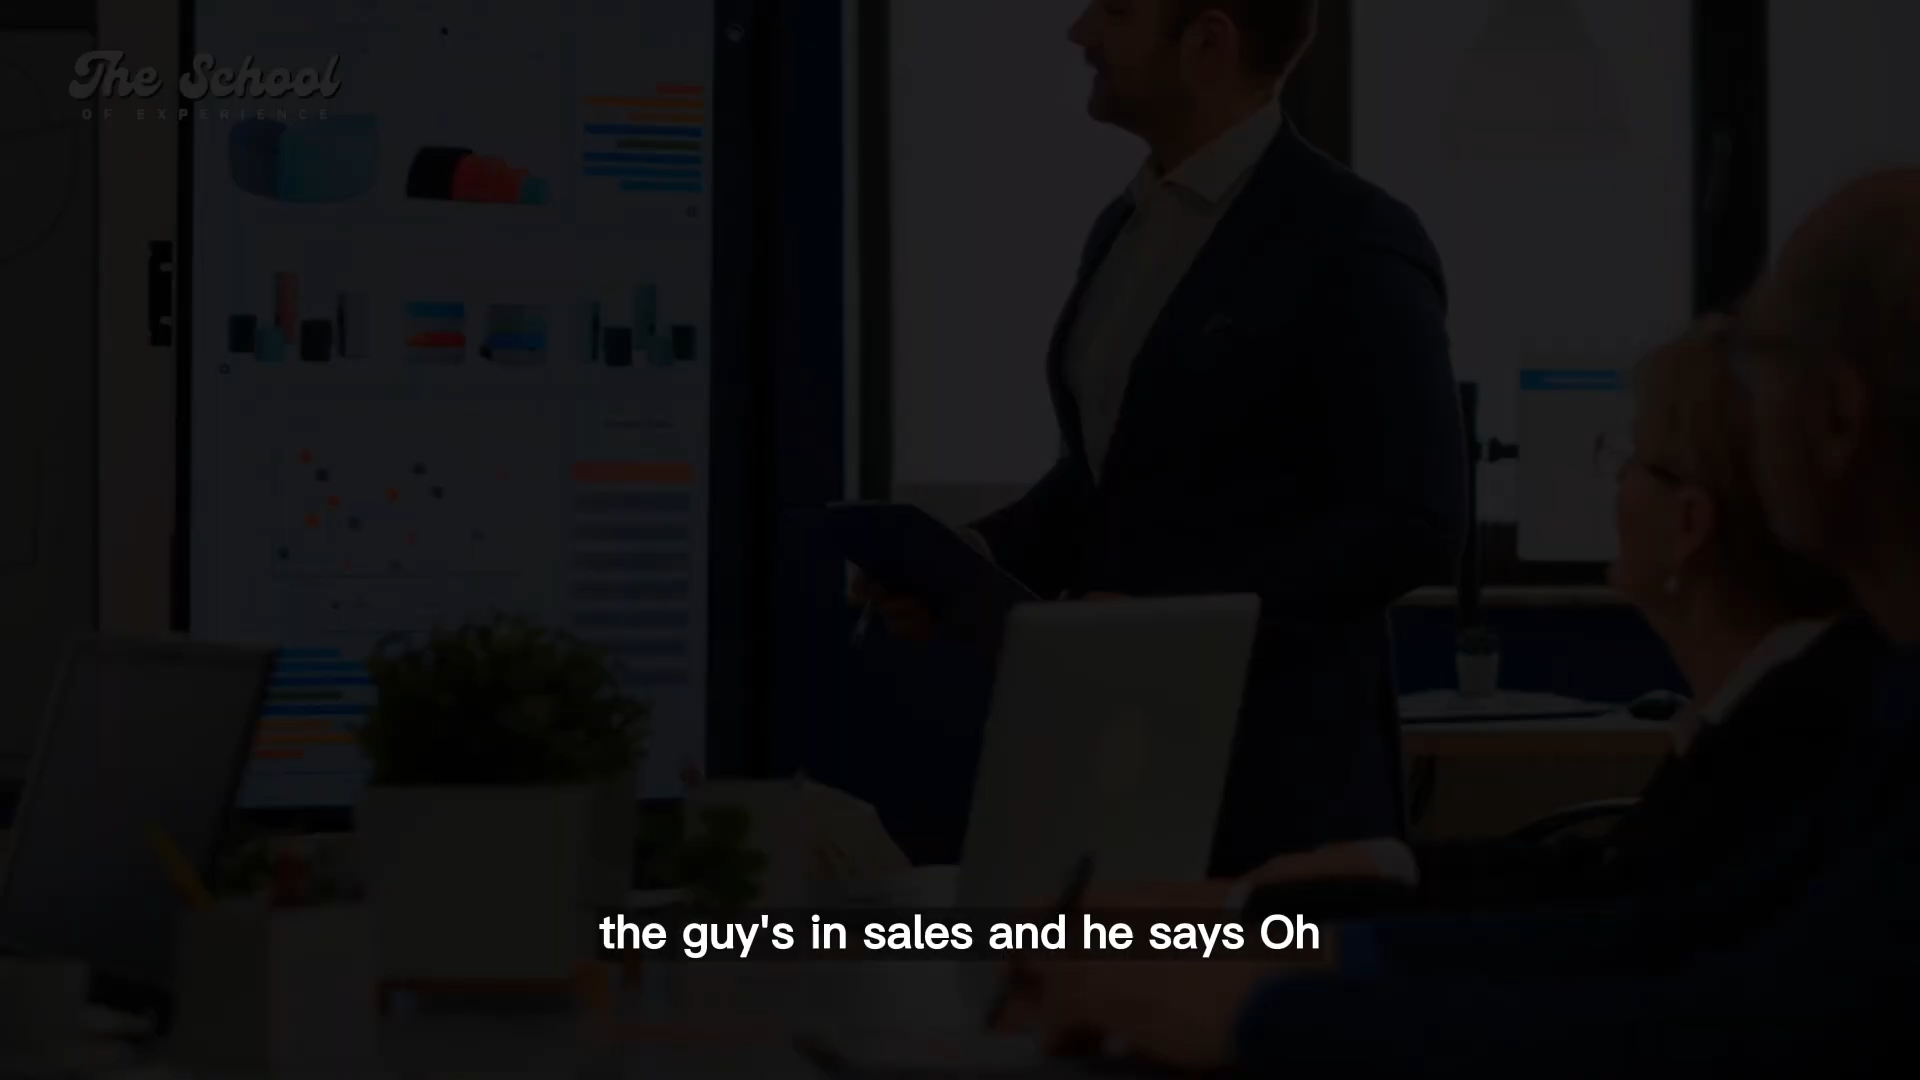 The School
OF EXPERIENCE
the guy's in sales and he says Oh